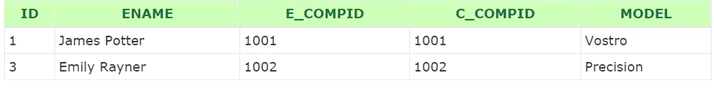 ID ENAME E_COMPID C_COMPID MODEL
1 James Potter 1001 1001 Vostro
3 Emily Rayner 1002 1002 Precision